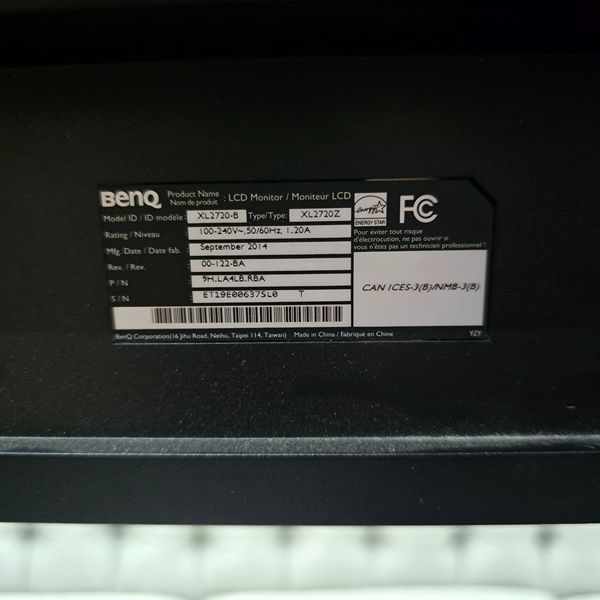 BenQ
Product Name / Nom de produit : LCD Monitor / Moniteur LCD
Model ID / ID modèle : XL2720-B Type/Type: XL2720Z
Rating / Niveau : 100-240V~,50/60Hz, 1.20A
Mfg. Date / Date fab. : September 2014
Rev. / Rev. : 00-122-BA
P / N : 9H.LA4LB.RBA
S / N : ET19E00637SL0 T
BenQ Corporation(16 Jihu Road, Neihu, Taipei 114, Taiwan) Made in China / Fabriqué en Chine
energy
ENERGY STAR
FC
Pour éviter tout risque
d'électrocution, ne pas ouvrir si
vous n'êtes pas un technicien professionnel !
CAN ICES-3(B)/NMB-3(B)